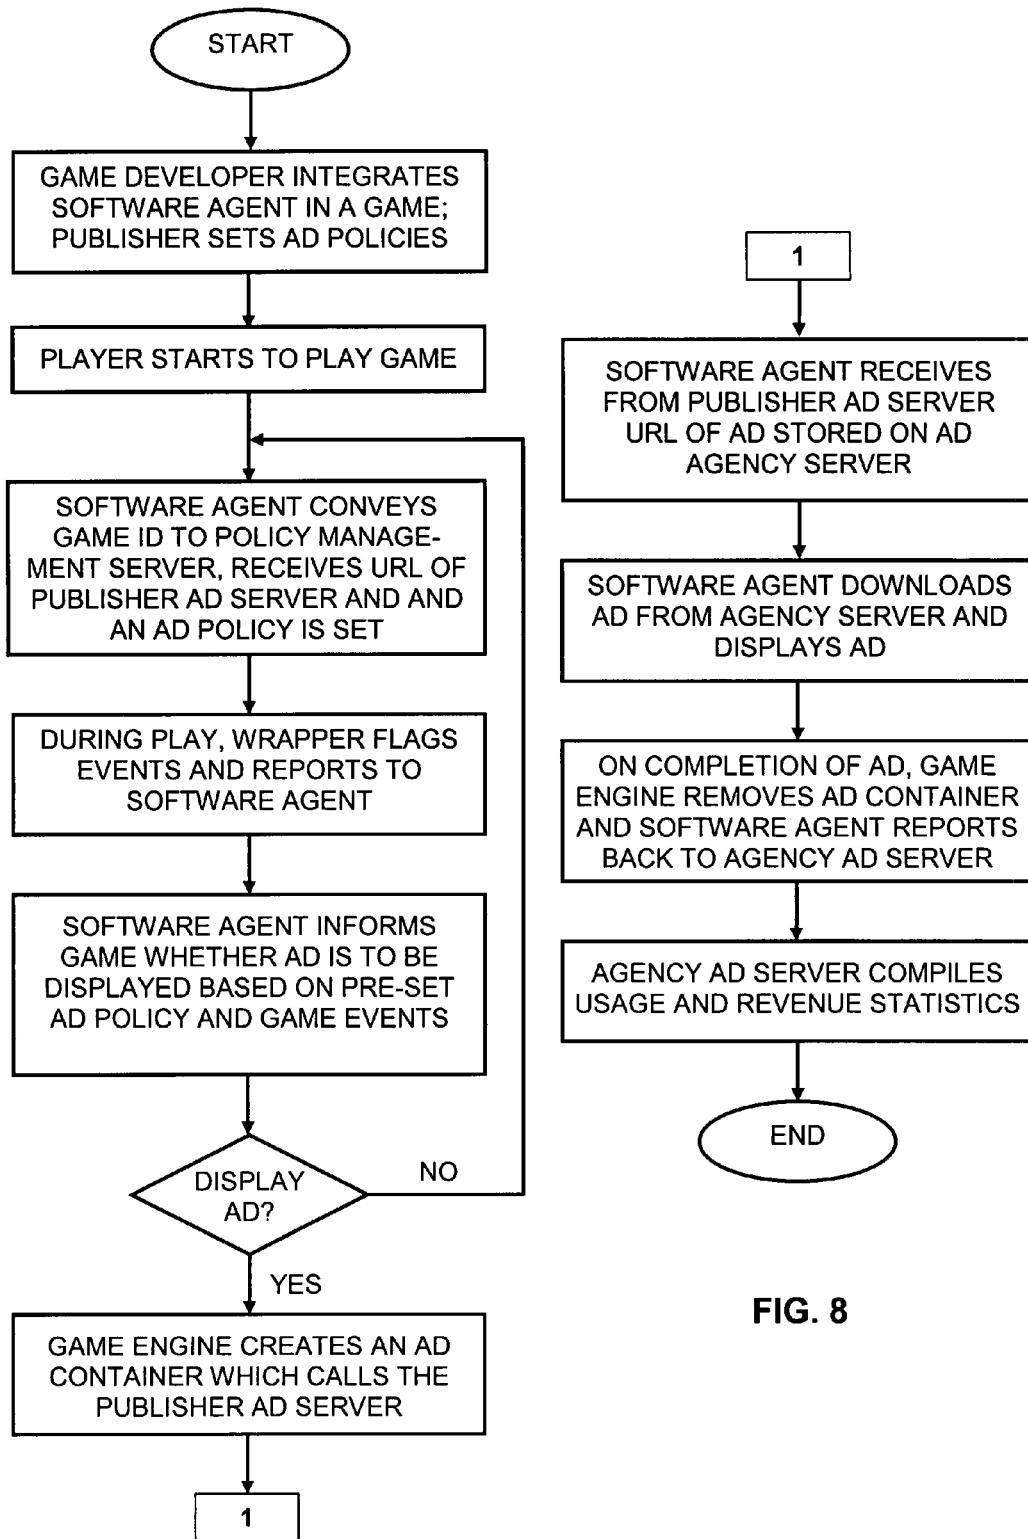 START
GAME DEVELOPER INTEGRATES
SOFTWARE AGENT IN A GAME;
PUBLISHER SETS AD POLICIES
PLAYER STARTS TO PLAY GAME
SOFTWARE AGENT CONVEYS
GAME ID TO POLICY MANAGE-
MENT SERVER, RECEIVES URL OF
PUBLISHER AD SERVER AND AND
AN AD POLICY IS SET
DURING PLAY, WRAPPER FLAGS
EVENTS AND REPORTS TO
SOFTWARE AGENT
SOFTWARE AGENT INFORMS
GAME WHETHER AD IS TO BE
DISPLAYED BASED ON PRE-SET
AD POLICY AND GAME EVENTS
DISPLAY
AD?
NO
YES
GAME ENGINE CREATES AN AD
CONTAINER WHICH CALLS THE
PUBLISHER AD SERVER
1
1
SOFTWARE AGENT RECEIVES
FROM PUBLISHER AD SERVER
URL OF AD STORED ON AD
AGENCY SERVER
SOFTWARE AGENT DOWNLOADS
AD FROM AGENCY SERVER AND
DISPLAYS AD
ON COMPLETION OF AD, GAME
ENGINE REMOVES AD CONTAINER
AND SOFTWARE AGENT REPORTS
BACK TO AGENCY AD SERVER
AGENCY AD SERVER COMPILES
USAGE AND REVENUE STATISTICS
END
FIG. 8